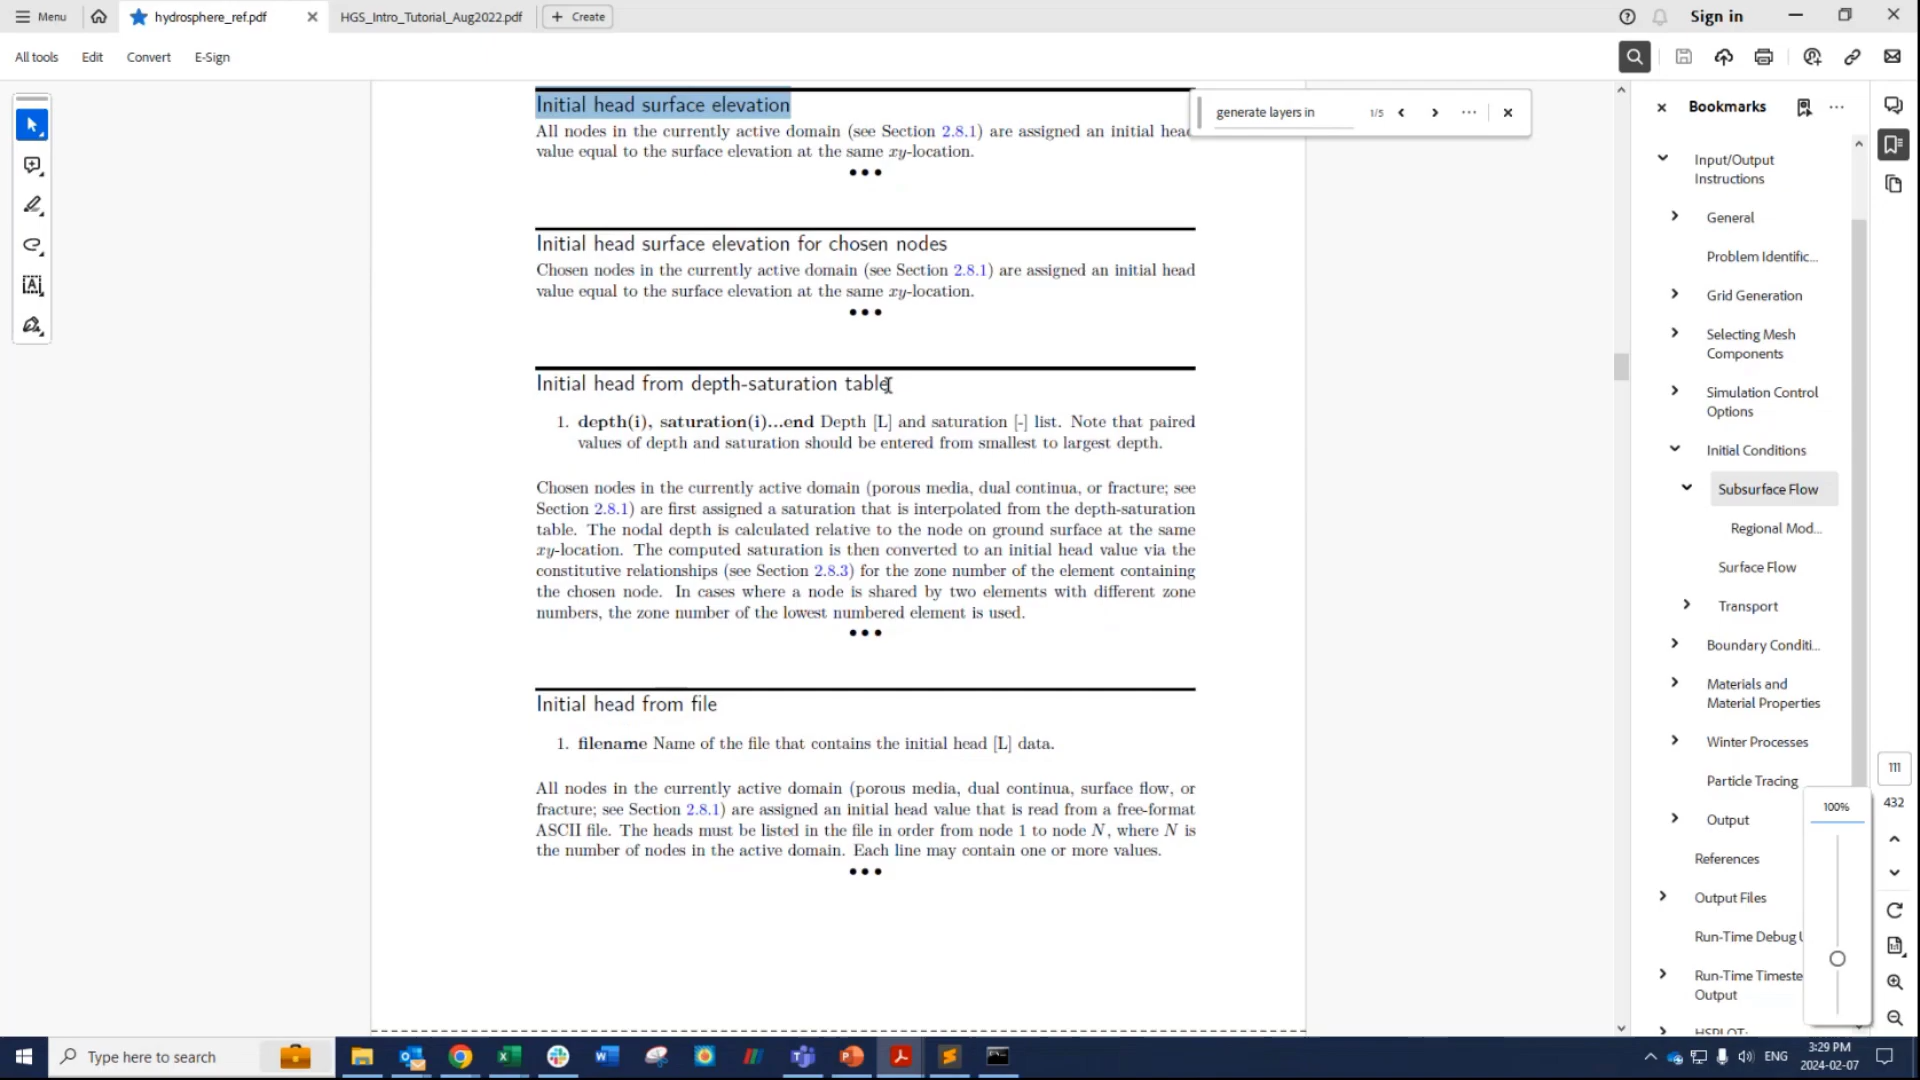 Menu
hydrosphere_ref.pdf
HGS_Intro_Tutorial_Aug2022.pdf
Create
Sign in
All tools
Edit
Convert
E-Sign
generate layers in
1/5
Initial head surface elevation
All nodes in the currently active domain (see Section 2.8.1) are assigned an initial head
value equal to the surface elevation at the same xy-location.
•••
Initial head surface elevation for chosen nodes
Chosen nodes in the currently active domain (see Section 2.8.1) are assigned an initial head
value equal to the surface elevation at the same xy-location.
•••
Initial head from depth-saturation table
1. depth(i), saturation(i)...end Depth [L] and saturation [-] list. Note that paired
values of depth and saturation should be entered from smallest to largest depth.
Chosen nodes in the currently active domain (porous media, dual continua, or fracture; see
Section 2.8.1) are first assigned a saturation that is interpolated from the depth-saturation
table. The nodal depth is calculated relative to the node on ground surface at the same
xy-location. The computed saturation is then converted to an initial head value via the
constitutive relationships (see Section 2.8.3) for the zone number of the element containing
the chosen node. In cases where a node is shared by two elements with different zone
numbers, the zone number of the lowest numbered element is used.
•••
Initial head from file
1. filename Name of the file that contains the initial head [L] data.
All nodes in the currently active domain (porous media, dual continua, surface flow, or
fracture; see Section 2.8.1) are assigned an initial head value that is read from a free-format
ASCII file. The heads must be listed in the file in order from node 1 to node N, where N is
the number of nodes in the active domain. Each line may contain one or more values.
•••
Bookmarks
Input/Output
Instructions
General
Problem Identific...
Grid Generation
Selecting Mesh
Components
Simulation Control
Options
Initial Conditions
Subsurface Flow
Regional Mod...
Surface Flow
Transport
Boundary Conditi...
Materials and
Material Properties
Winter Processes
Particle Tracing
Output
References
Output Files
Run-Time Debug U
Run-Time Timeste
Output
HSPLOT:
111
432
100%
Type here to search
ENG
3:29 PM
2024-02-07